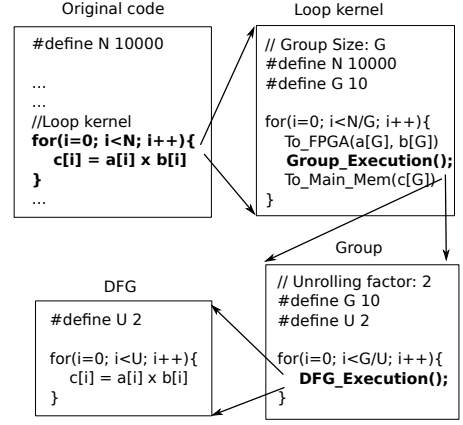 Original code
#define N 10000
...
...
//Loop kernel
for(i=0; i<N; i++){
c[i] = a[i] x b[i]
}
...
Loop kernel
// Group Size: G
#define N 10000
#define G 10
for(i=0; i<N/G; i++){
To_FPGA(a[G], b[G])
Group_Execution();
To_Main_Mem(c[G])
}
Group
// Unrolling factor: 2
#define G 10
#define U 2
for(i=0; i<G/U; i++){
DFG_Execution();
}
DFG
#define U 2
for(i=0; i<U; i++){
c[i] = a[i] x b[i]
}